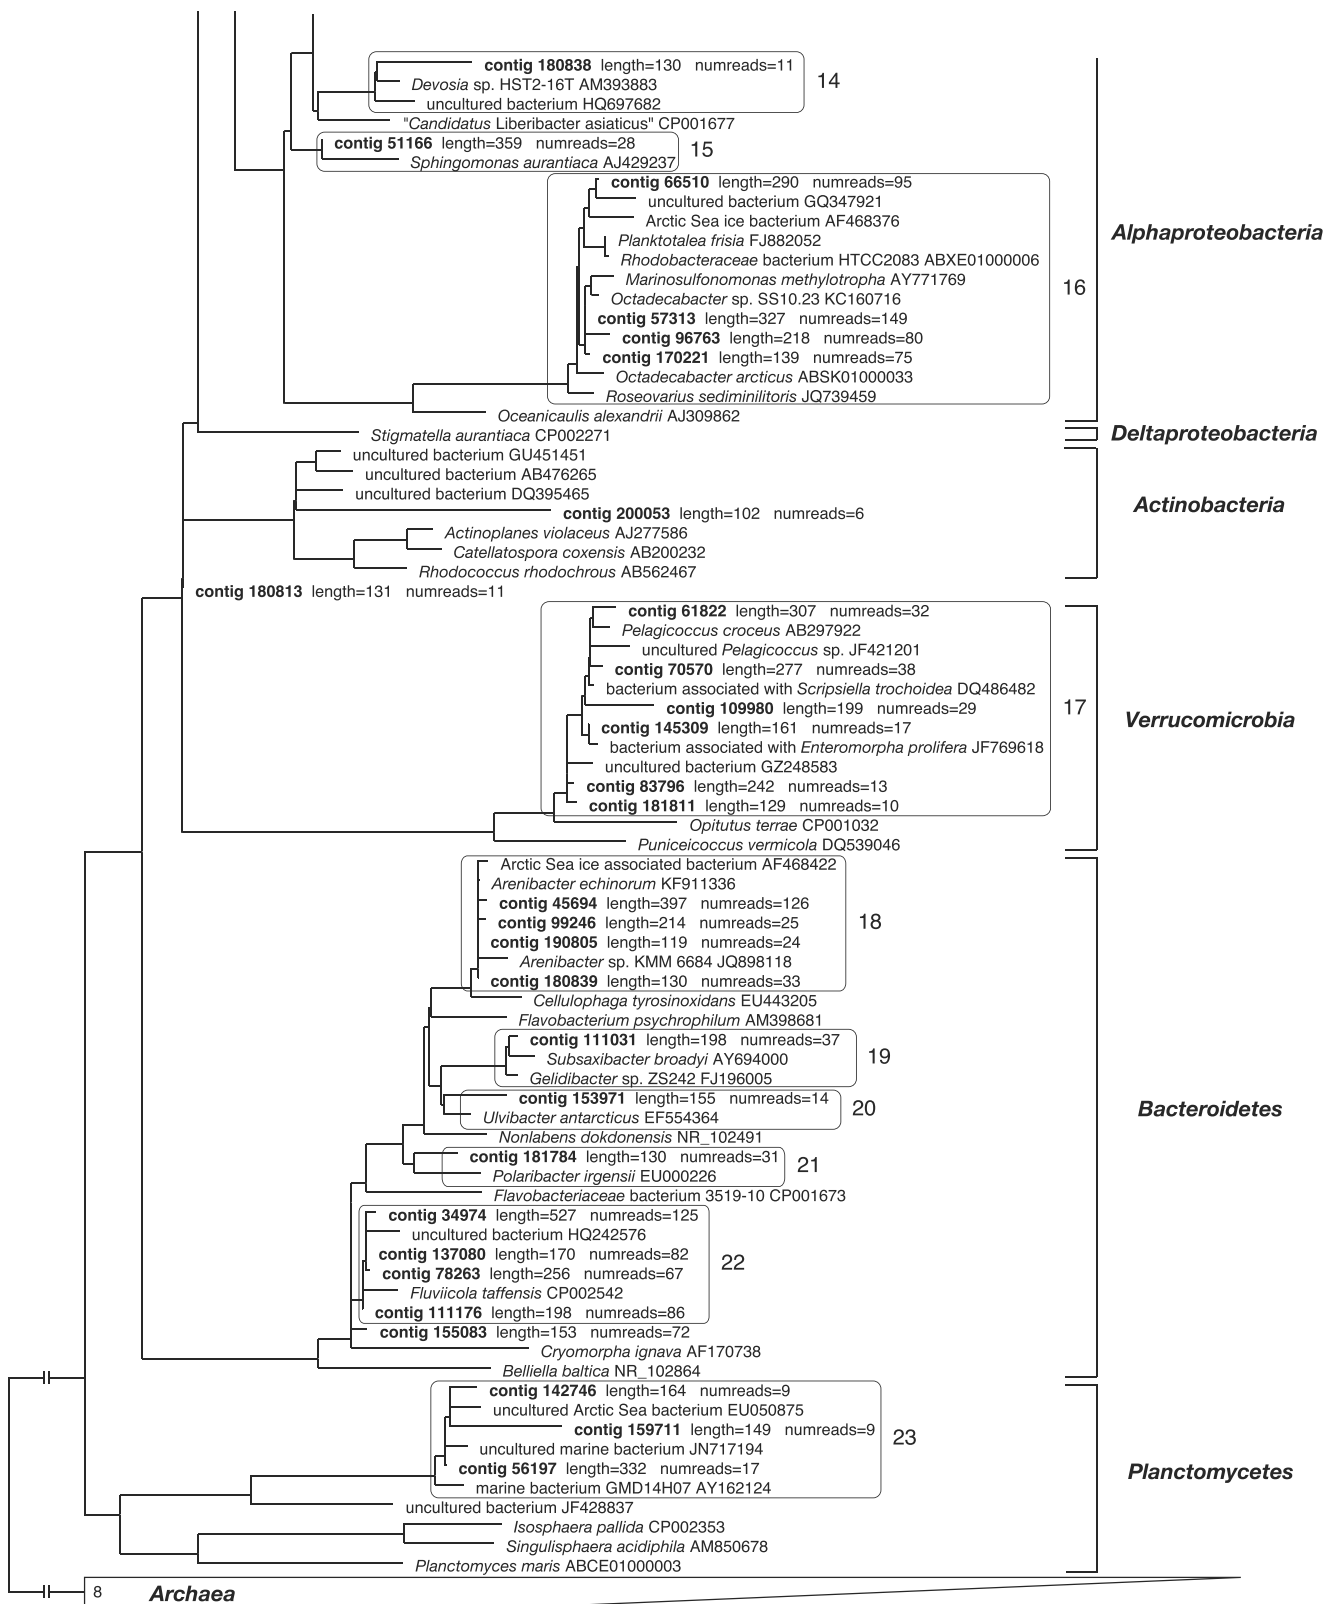 contig 180838 length=130 numreads=11
Devosia sp. HST2-16T AM393883
14
uncultured bacterium HQ697682
"Candidatus Liberibacter asiaticus" CP001677
contig 51166 length=359 numreads=28
15
Sphingomonas aurantiaca AJ429237
contig 66510 length=290 numreads=95
uncultured bacterium GQ347921
Arctic Sea ice bacterium AF468376
Alphaproteobacteria
Planktotalea frisia FJ882052
Rhodobacteraceae bacterium HTCC2083 ABXE01000006
Marinosulfonomonas methylotropha AY771769
16
Octadecabacter sp. SS10.23 KC160716
contig 57313 length=327 numreads=149
contig 96763 length=218 numreads=80
contig 170221 length=139 numreads=75
Octadecabacter arcticus ABSK01000033
Roseovarius sediminilitoris JQ739459
Oceanicaulis alexandrii AJ309862
Stigmatella aurantiaca CP002271
Deltaproteobacteria
uncultured bacterium GU451451
uncultured bacterium AB476265
uncultured bacterium DQ395465
Actinobacteria
contig 200053 length=102 numreads=6
Actinoplanes violaceus AJ277586
Catellatospora coxensis AB200232
Rhodococcus rhodochrous AB562467
contig 180813 length=131 numreads=11
contig 61822 length=307 numreads=32
Pelagicoccus croceus AB297922
uncultured Pelagicoccus sp. JF421201
contig 70570 length=277 numreads=38
bacterium associated with Scripsiella trochoidea DQ486482
contig 109980 length=199 numreads=29
17
Verrucomicrobia
contig 145309 length=161 numreads=17
bacterium associated with Enteromorpha prolifera JF769618
uncultured bacterium GZ248583
contig 83796 length=242 numreads=13
contig 181811 length=129 numreads=10
Opitutus terrae CP001032
Puniceicoccus vermicola DQ539046
Arctic Sea ice associated bacterium AF468422
Arenibacter echinorum KF911336
contig 45694 length=397 numreads=126
contig 99246 length=214 numreads=25
18
contig 190805 length=119 numreads=24
Arenibacter sp. KMM 6684 JQ898118
contig 180839 length=130 numreads=33
Cellulophaga tyrosinoxidans EU443205
Flavobacterium psychrophilum AM398681
contig 111031 length=198 numreads=37
Subsaxibacter broadyi AY694000
19
Gelidibacter sp. ZS242 FJ196005
contig 153971 length=155 numreads=14
20
Bacteroidetes
Ulvibacter antarcticus EF554364
Nonlabens dokdonensis NR_102491
contig 181784 length=130 numreads=31
21
Polaribacter irgensii EU000226
Flavobacteriaceae bacterium 3519-10 CP001673
contig 34974 length=527 numreads=125
uncultured bacterium HQ242576
contig 137080 length=170 numreads=82
22
contig 78263 length=256 numreads=67
Fluviicola taffensis CP002542
contig 111176 length=198 numreads=86
contig 155083 length=153 numreads=72
Cryomorpha ignava AF170738
Belliella baltica NR_102864
contig 142746 length=164 numreads=9
uncultured Arctic Sea bacterium EU050875
contig 159711 length=149 numreads=9
23
uncultured marine bacterium JN717194
contig 56197 length=332 numreads=17
Planctomycetes
marine bacterium GMD14H07 AY162124
uncultured bacterium JF428837
Isosphaera pallida CP002353
Singulisphaera acidiphila AM850678
Planctomyces maris ABCE01000003
8 Archaea